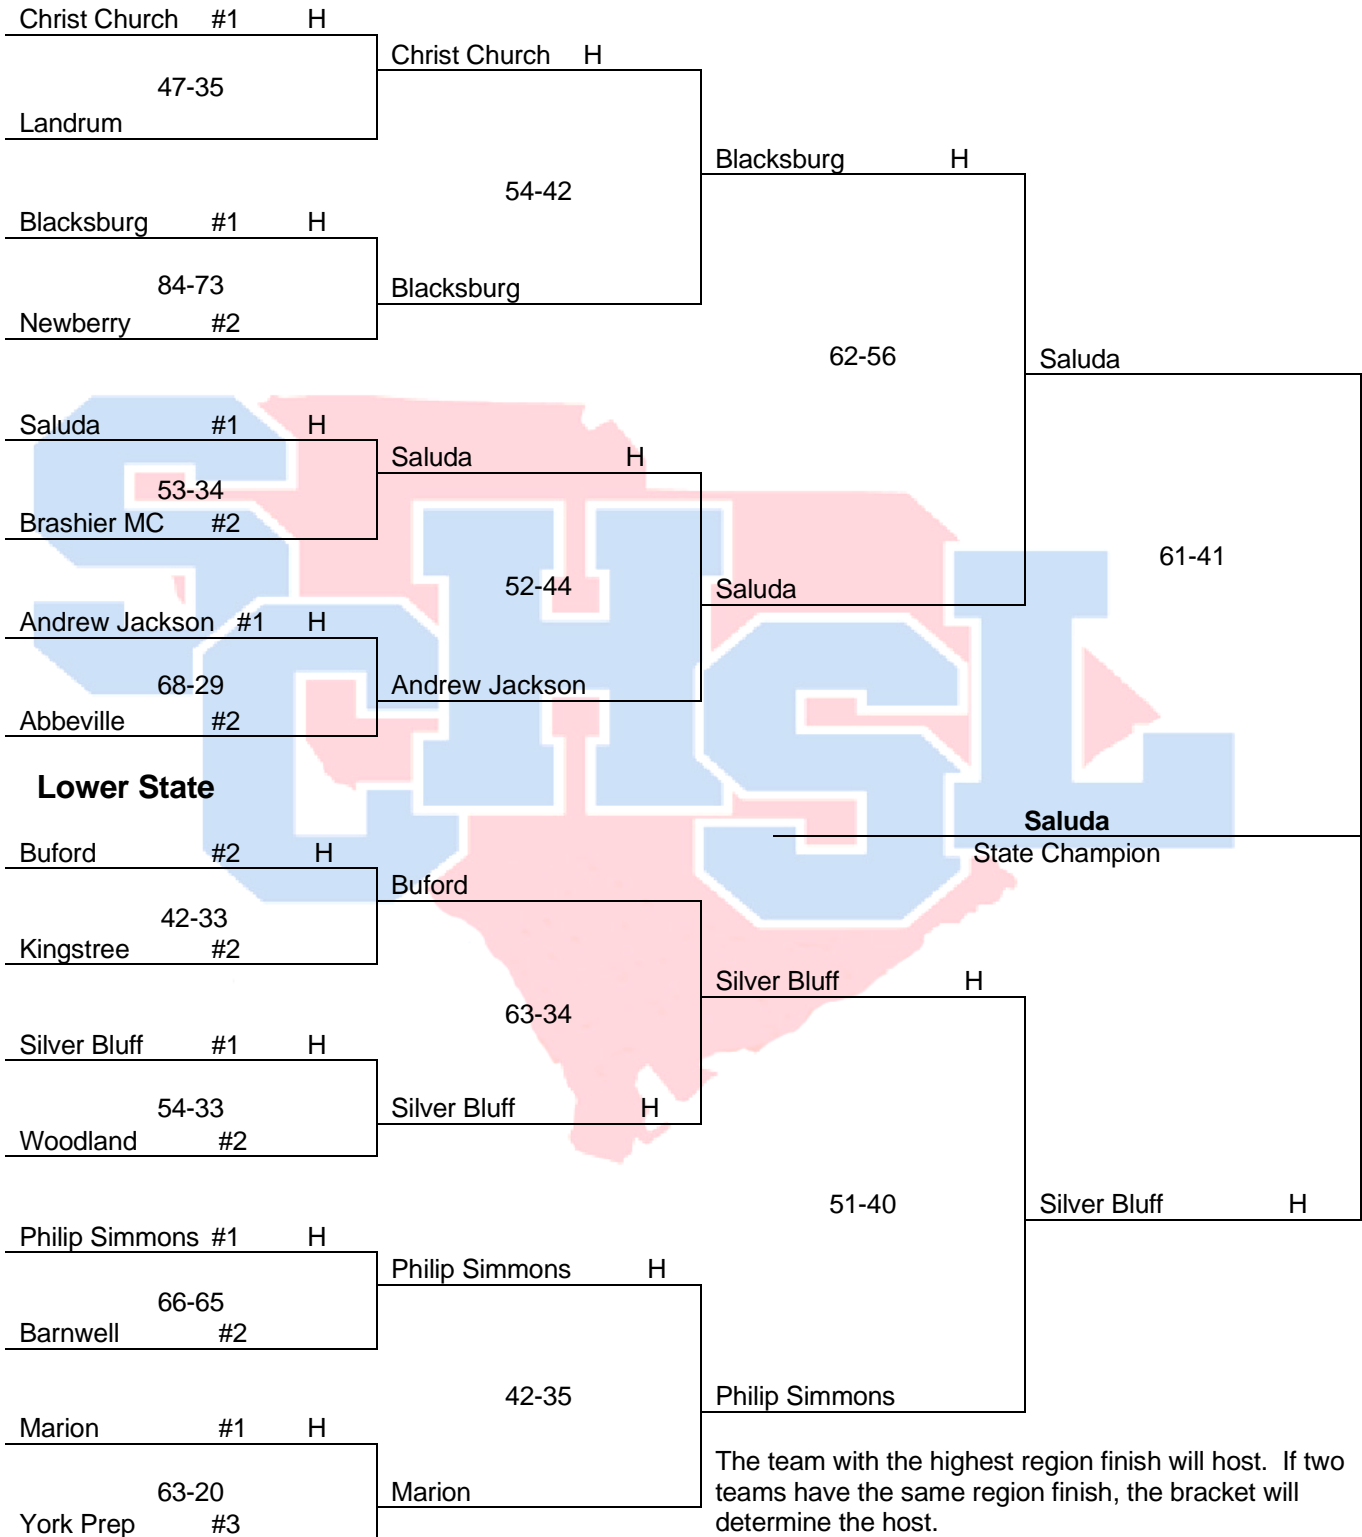 Christ Church #1 H
Christ Church H
47-35
Landrum
Blacksburg H
54-42
Blacksburg #1 H
84-73
Blacksburg
Newberry #2
62-56
Saluda
Saluda #1 H
Saluda H
53-34
Brashier MC #2
61-41
52-44
Saluda
Andrew Jackson #1 H
68-29
Andrew Jackson
Abbeville #2
Lower State
Saluda
Buford #2 H
State Champion
Buford
42-33
Kingstree #2
Silver Bluff H
63-34
Silver Bluff #1 H
54-33
Silver Bluff H
Woodland #2
51-40
Silver Bluff H
Philip Simmons #1 H
Philip Simmons H
66-65
Barnwell #2
42-35
Philip Simmons
Marion #1 H
The team with the highest region finish will host. If two
63-20
Marion
teams have the same region finish, the bracket will
York Prep #3
determine the host.
SCHSL